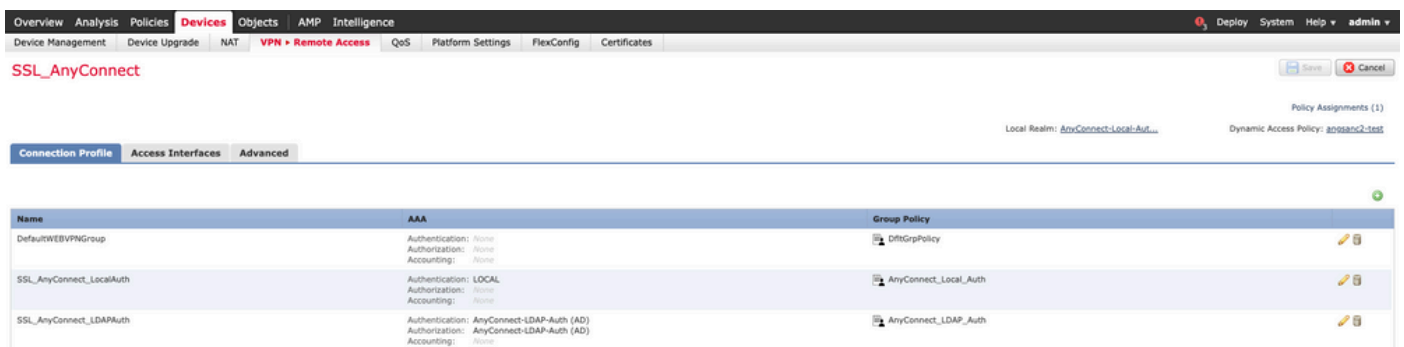 Overview Analysis Policies Devices Objects AMP Intelligence 3 Deploy System Help admin
Device Management Device Upgrade NAT VPN ▸ Remote Access QoS Platform Settings FlexConfig Certificates
SSL_AnyConnect Save Cancel
Policy Assignments (1)
Local Realm: AnyConnect-Local-Aut... Dynamic Access Policy: angsanc2-test
Connection Profile Access Interfaces Advanced
Name AAA Group Policy
DefaultWEBVPNGroup Authentication: None DfltGrpPolicy
Authorization: None
Accounting: None
SSL_AnyConnect_LocalAuth Authentication: LOCAL AnyConnect_Local_Auth
Authorization: None
Accounting: None
SSL_AnyConnect_LDAPAuth Authentication: AnyConnect-LDAP-Auth (AD) AnyConnect_LDAP_Auth
Authorization: AnyConnect-LDAP-Auth (AD)
Accounting: None